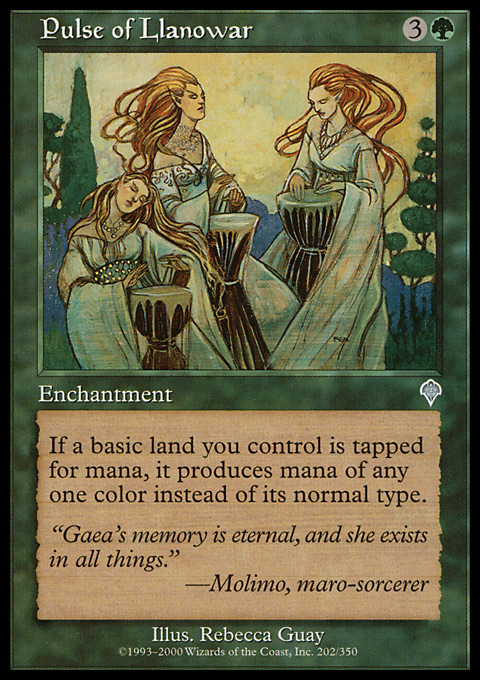 Pulse of Llanowar 3
Enchantment
If a basic land you control is tapped
for mana, it produces mana of any
one color instead of its normal type.
“Gaea's memory is eternal, and she exists
in all things.”
—Molimo, maro-sorcerer
Illus. Rebecca Guay
©1993–2000 Wizards of the Coast, Inc. 202/350